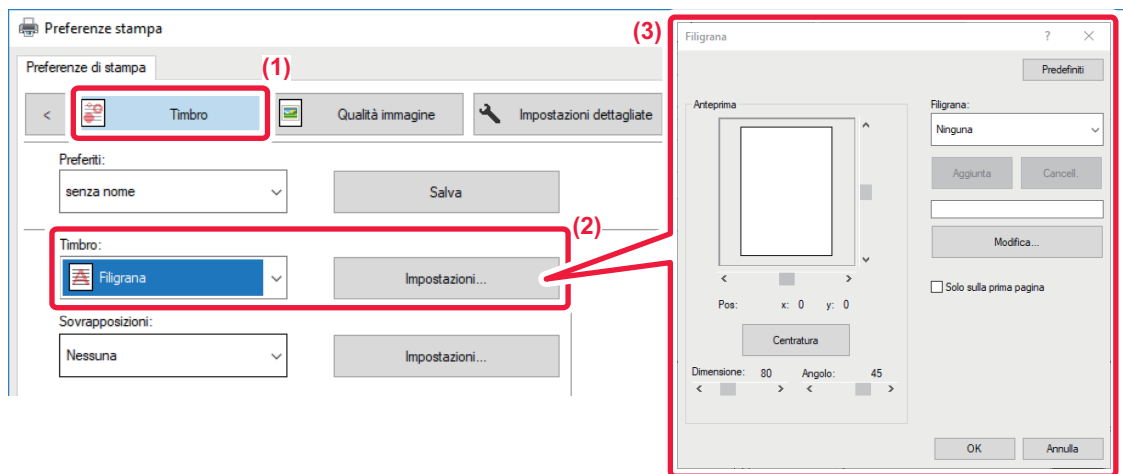 Preferenze stampa
Preferenze di stampa
(1)
<
Timbro
Qualità immagine
Impostazioni dettagliate
Preferiti:
senza nome
Salva
(2)
Timbro:
Filigrana
Impostazioni...
Sovrapposizioni:
Nessuna
Impostazioni...
(3)
Filigrana
?
Predefiniti
Anteprima
Filigrana:
Ninguna
Aggiunta
Cancell.
Modifica...
Solo sulla prima pagina
Pos: x: 0 y: 0
Centratura
Dimensione: 80 Angolo: 45
< > < >
OK
Annulla